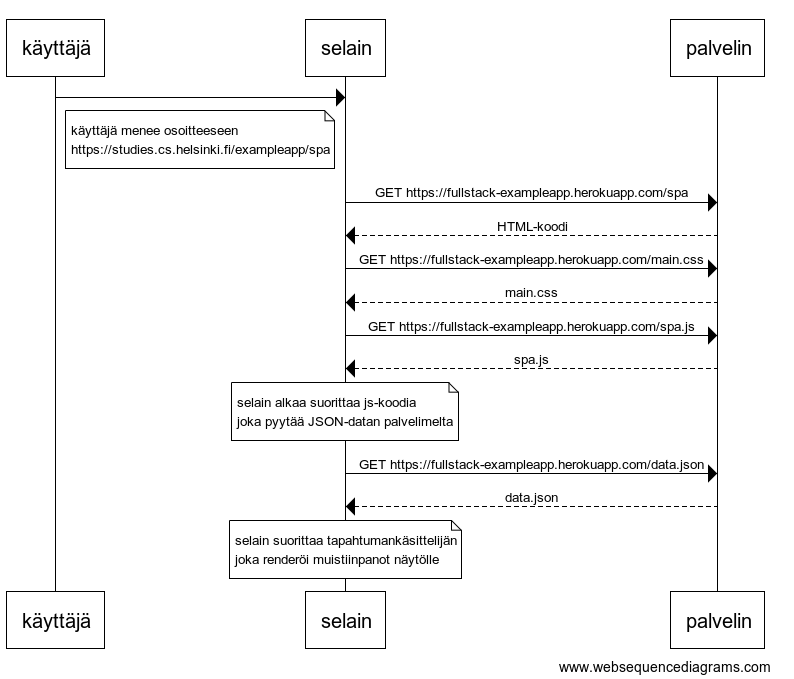 käyttäjä
selain
palvelin
käyttäjä menee osoitteeseen
https://studies.cs.helsinki.fi/exampleapp/spa
GET https://fullstack-exampleapp.herokuapp.com/spa
HTML-koodi
GET https://fullstack-exampleapp.herokuapp.com/main.css
main.css
GET https://fullstack-exampleapp.herokuapp.com/spa.js
spa.js
selain alkaa suorittaa js-koodia
joka pyytää JSON-datan palvelimelta
GET https://fullstack-exampleapp.herokuapp.com/data.json
data.json
selain suorittaa tapahtumankäsittelijän
joka renderöi muistiinpanot näytölle
käyttäjä
selain
palvelin
www.websequencediagrams.com